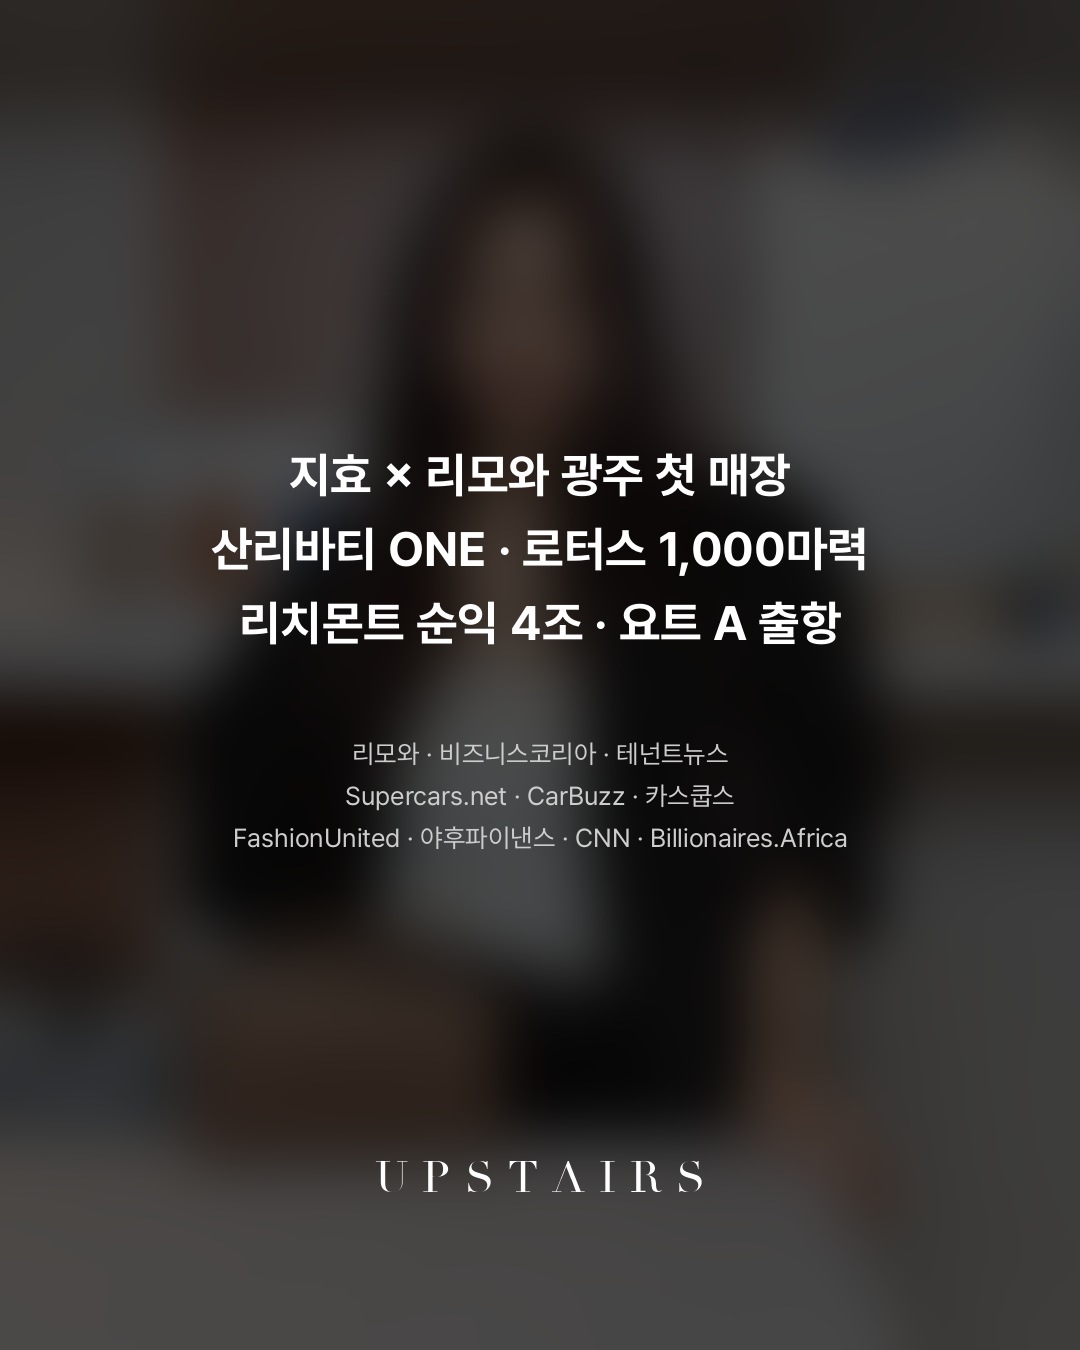 지효 × 리모와 광주 첫 매장
산리바티 ONE · 로터스 1,000마력
리치몬트 순익 4조 · 요트 A 출항
리모와 · 비즈니스코리아 · 테넌트뉴스
Supercars.net · CarBuzz · 카스쿱스
FashionUnited · 야후파이낸스 · CNN · Billionaires.Africa
UPSTAIRS